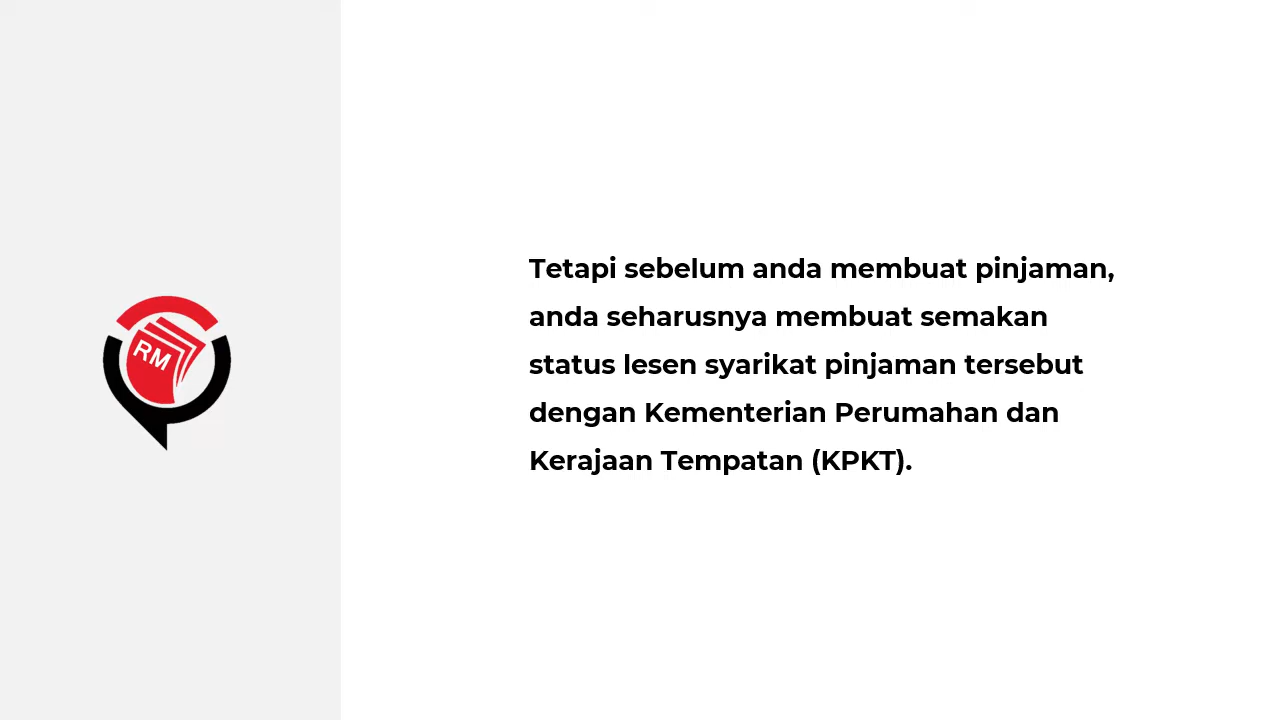 RM
Tetapi sebelum anda membuat pinjaman,
anda seharusnya membuat semakan
status lesen syarikat pinjaman tersebut
dengan Kementerian Perumahan dan
Kerajaan Tempatan (KPKT).